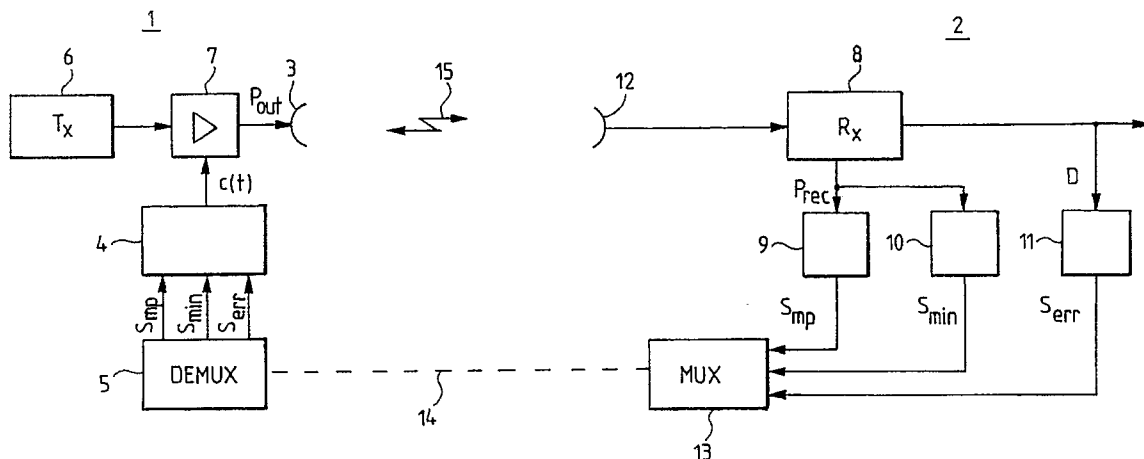 1
2
6
7
3
15
12
8
Tx
Pout
Rx
c(t)
Prec
D
4
9
10
11
Smp
Smin
Serr
Smp
Smin
Serr
5
DEMUX
MUX
14
13